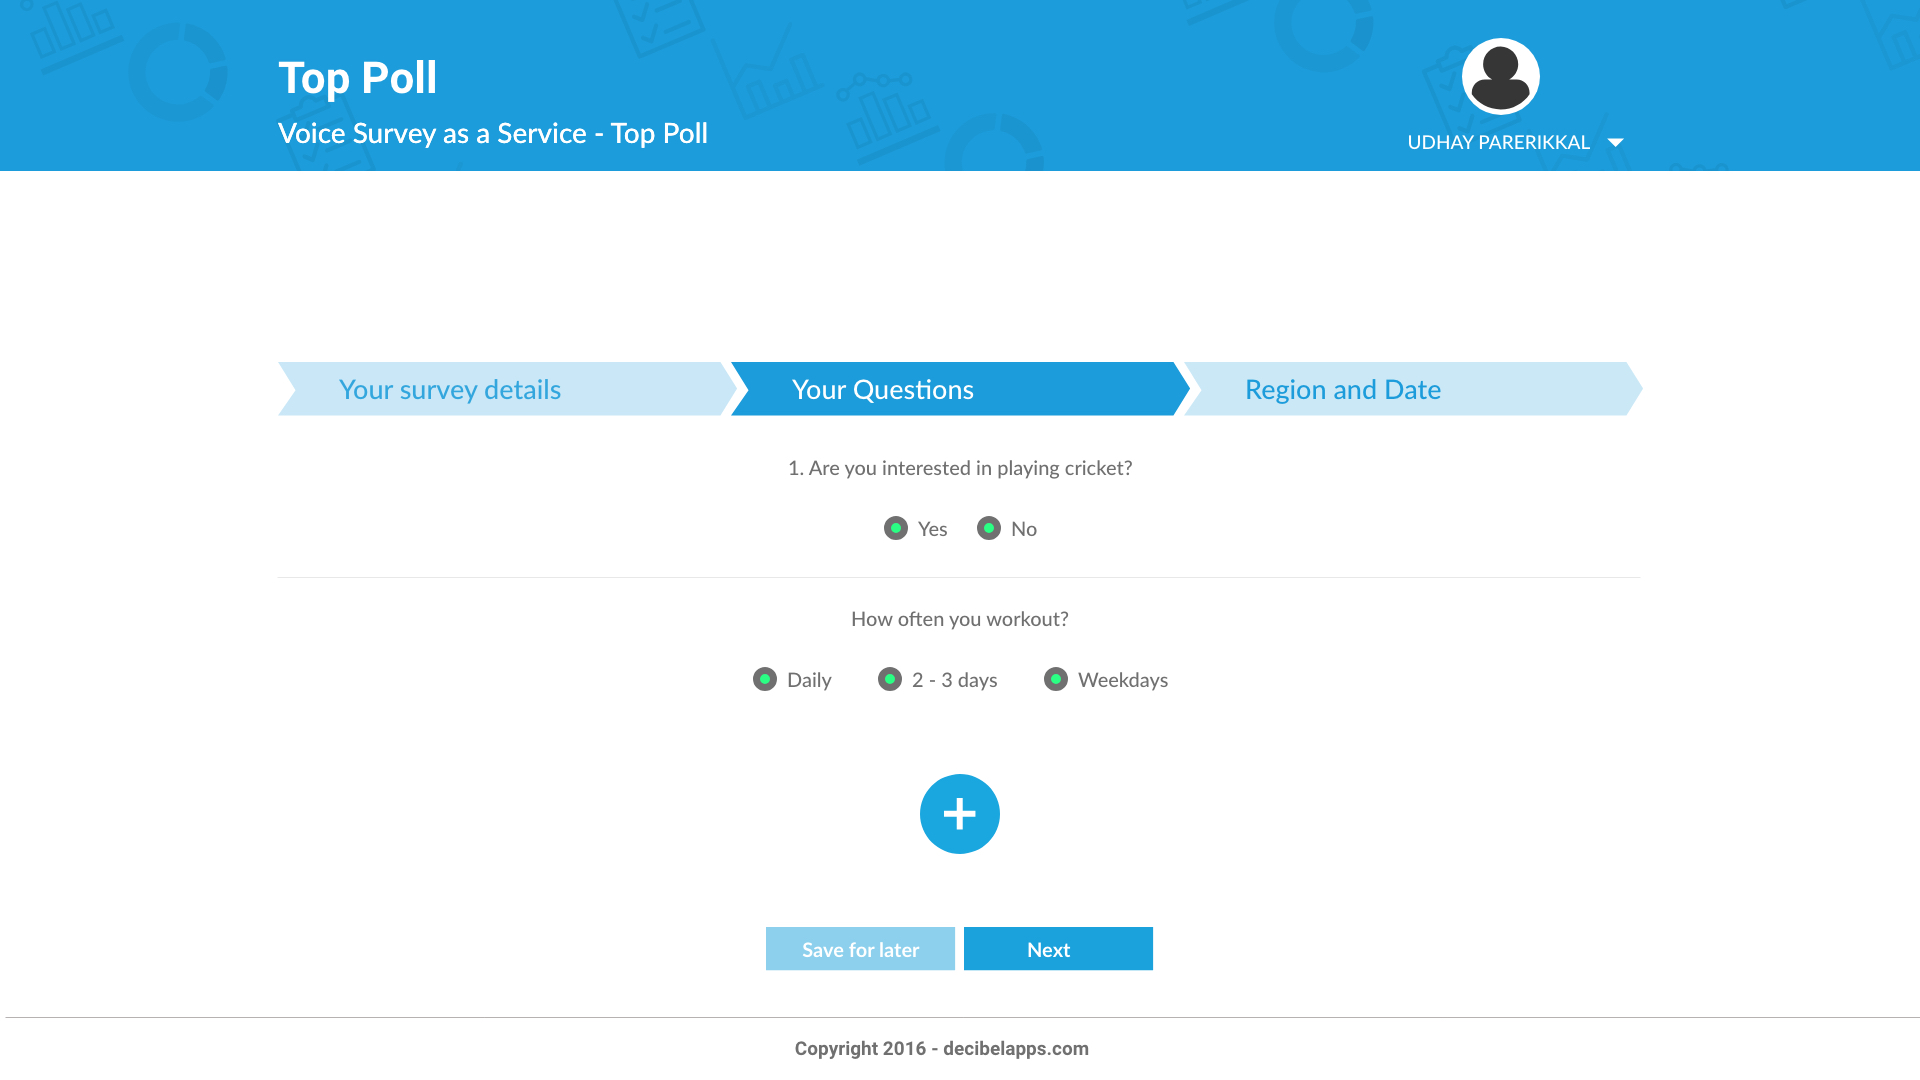 Top Poll
Voice Survey as a Service - Top Poll
UDHAY PARERIKKAL
Your survey details
Your Questions
Region and Date
1. Are you interested in playing cricket?
Yes
No
How often you workout?
Daily
2 - 3 days
Weekdays
Save for later
Next
Copyright 2016 - decibelapps.com